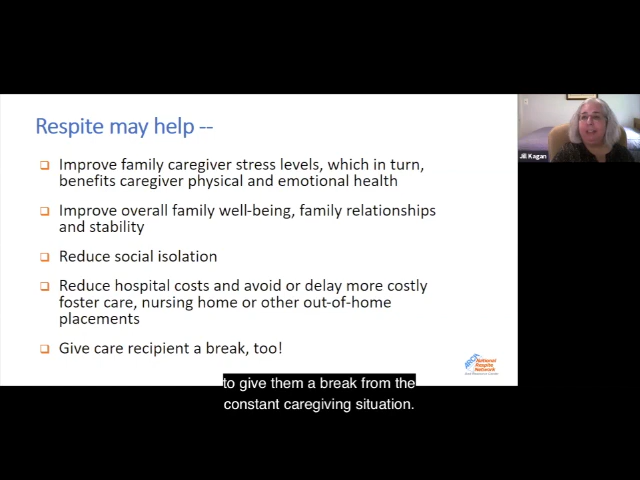 Respite may help --
Improve family caregiver stress levels, which in turn,
benefits caregiver physical and emotional health
Improve overall family well-being, family relationships
and stability
Reduce social isolation
Reduce hospital costs and avoid or delay more costly
foster care, nursing home or other out-of-home
placements
Give care recipient a break, too!
Jill Kagan
ARCH
National
Respite
Network
to give them a break from the
constant caregiving situation.